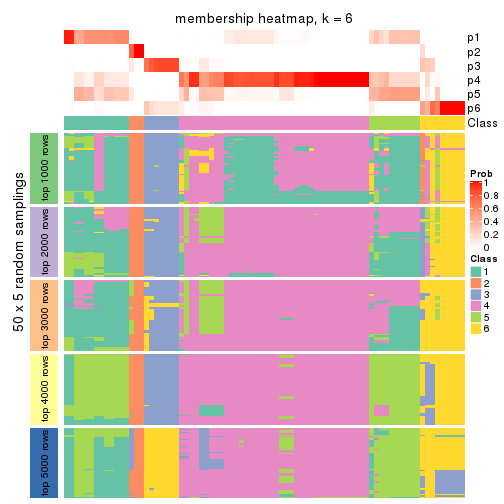 membership heatmap, k = 6
p1
p2
p3
p4
p5
p6
Class
50 x 5 random samplings
top 1000 rows
top 2000 rows
top 3000 rows
top 4000 rows
top 5000 rows
Prob
1
0.8
0.6
0.4
0.2
0
Class
1
2
3
4
5
6